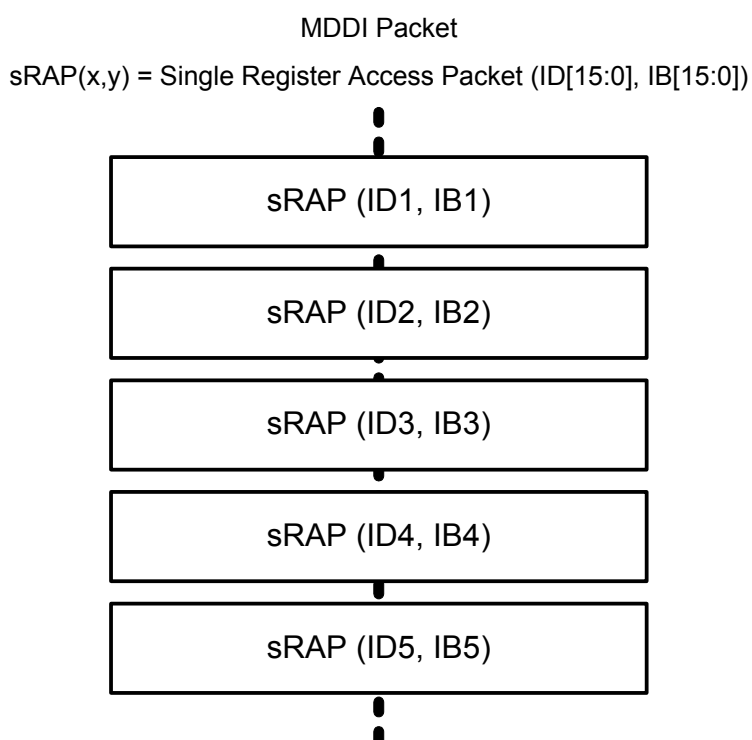 MDDI Packet
sRAP(x,y) = Single Register Access Packet (ID[15:0], IB[15:0])
sRAP (ID1, IB1)
sRAP (ID2, IB2)
sRAP (ID3, IB3)
sRAP (ID4, IB4)
sRAP (ID5, IB5)